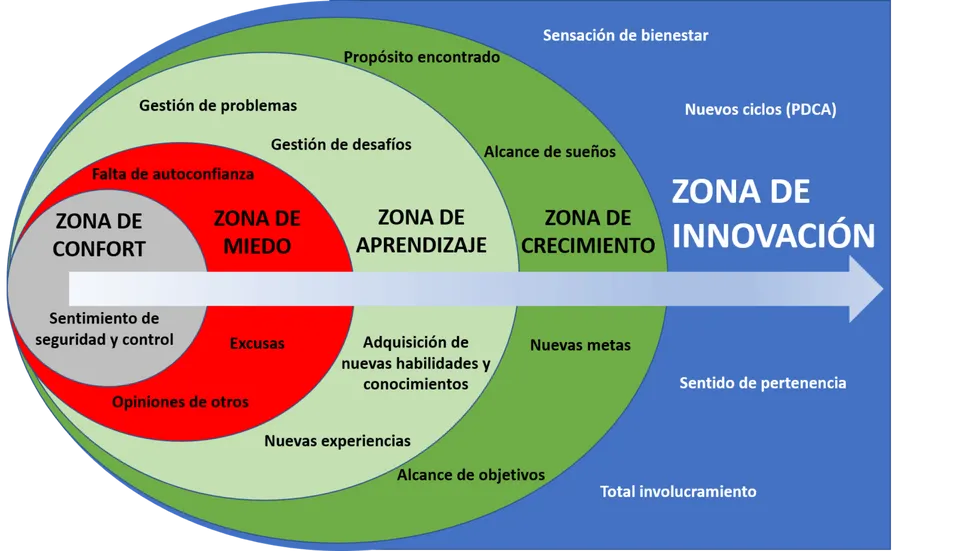 Sensación de bienestar
Propósito encontrado
Gestión de problemas
Nuevos ciclos (PDCA)
Gestión de desafíos
Alcance de sueños
Falta de autoconfianza
ZONA DE
CONFORT
ZONA DE
MIEDO
ZONA DE
APRENDIZAJE
ZONA DE
CRECIMIENTO
ZONA DE
INNOVACIÓN
Sentimiento de
seguridad y control
Excusas
Adquisición de
nuevas habilidades y
conocimientos
Nuevas metas
Sentido de pertenencia
Opiniones de otros
Nuevas experiencias
Alcance de objetivos
Total involucramiento